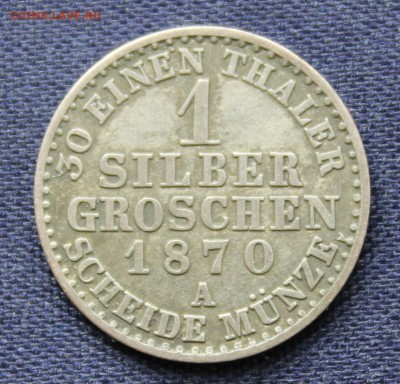 30 EINEN THALER
1
SILBER
GROSCHEN
1870
A
SCHEIDE MÜNZE